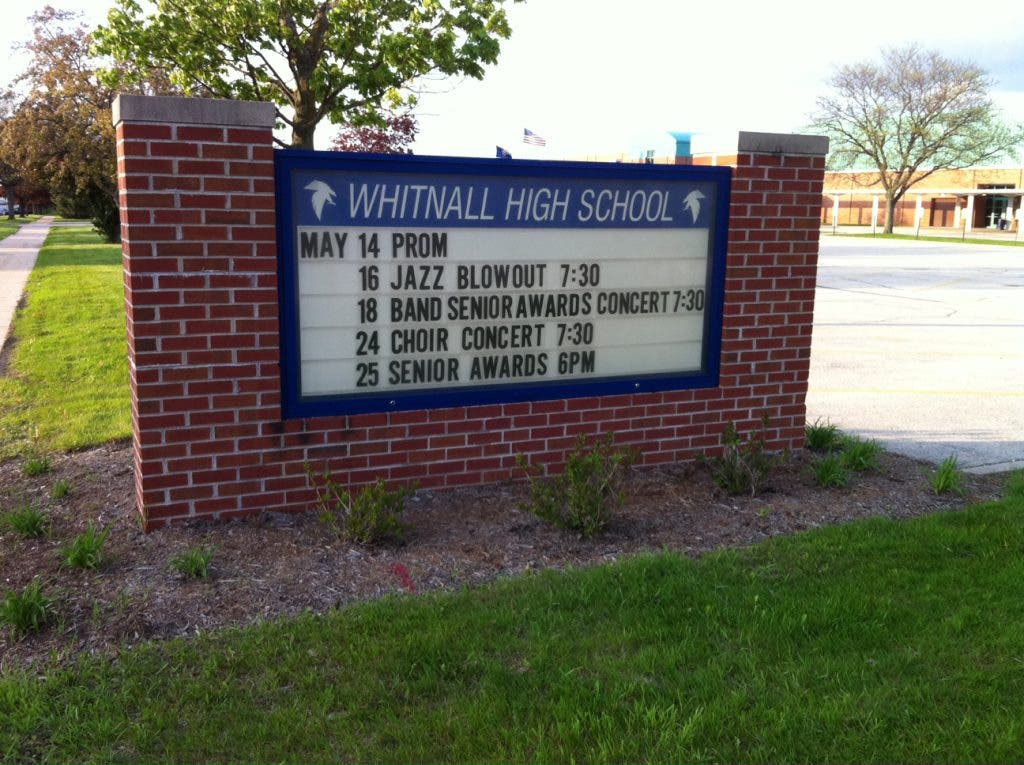 WHITNALL HIGH SCHOOL
MAY 14 PROM
16 JAZZ BLOWOUT 7:30
18 BAND SENIOR AWARDS CONCERT 7:30
24 CHOIR CONCERT 7:30
25 SENIOR AWARDS 6PM